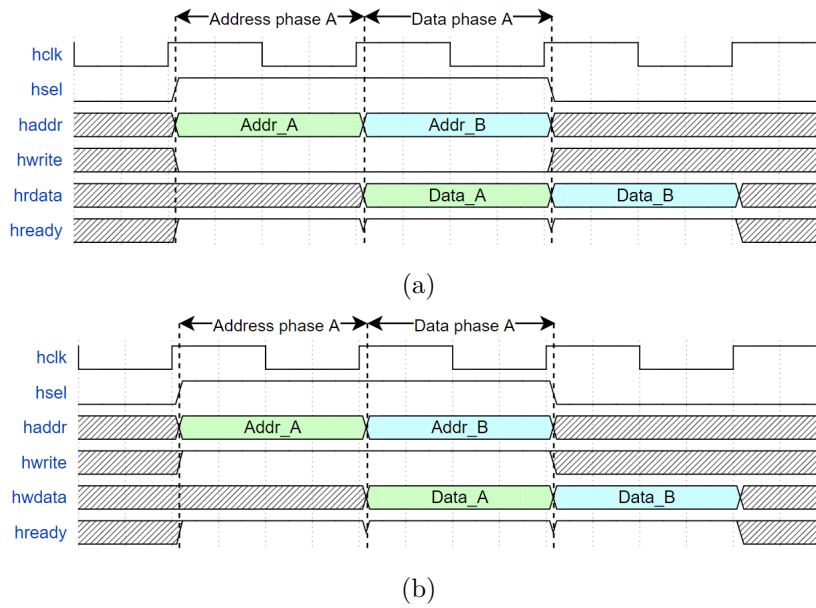 Address phase A Data phase A
hclk
hsel
haddr Addr_A Addr_B
hwrite
hrdata Data_A Data_B
hready
(a)
Address phase A Data phase A
hclk
hsel
haddr Addr_A Addr_B
hwrite
hwdata Data_A Data_B
hready
(b)